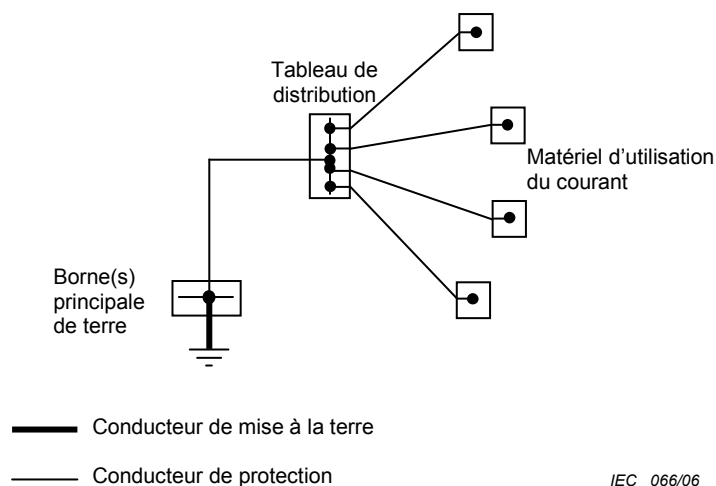 Tableau de
distribution
Matériel d'utilisation
du courant
Borne(s)
principale
de terre
Conducteur de mise à la terre
Conducteur de protection
IEC 066/06